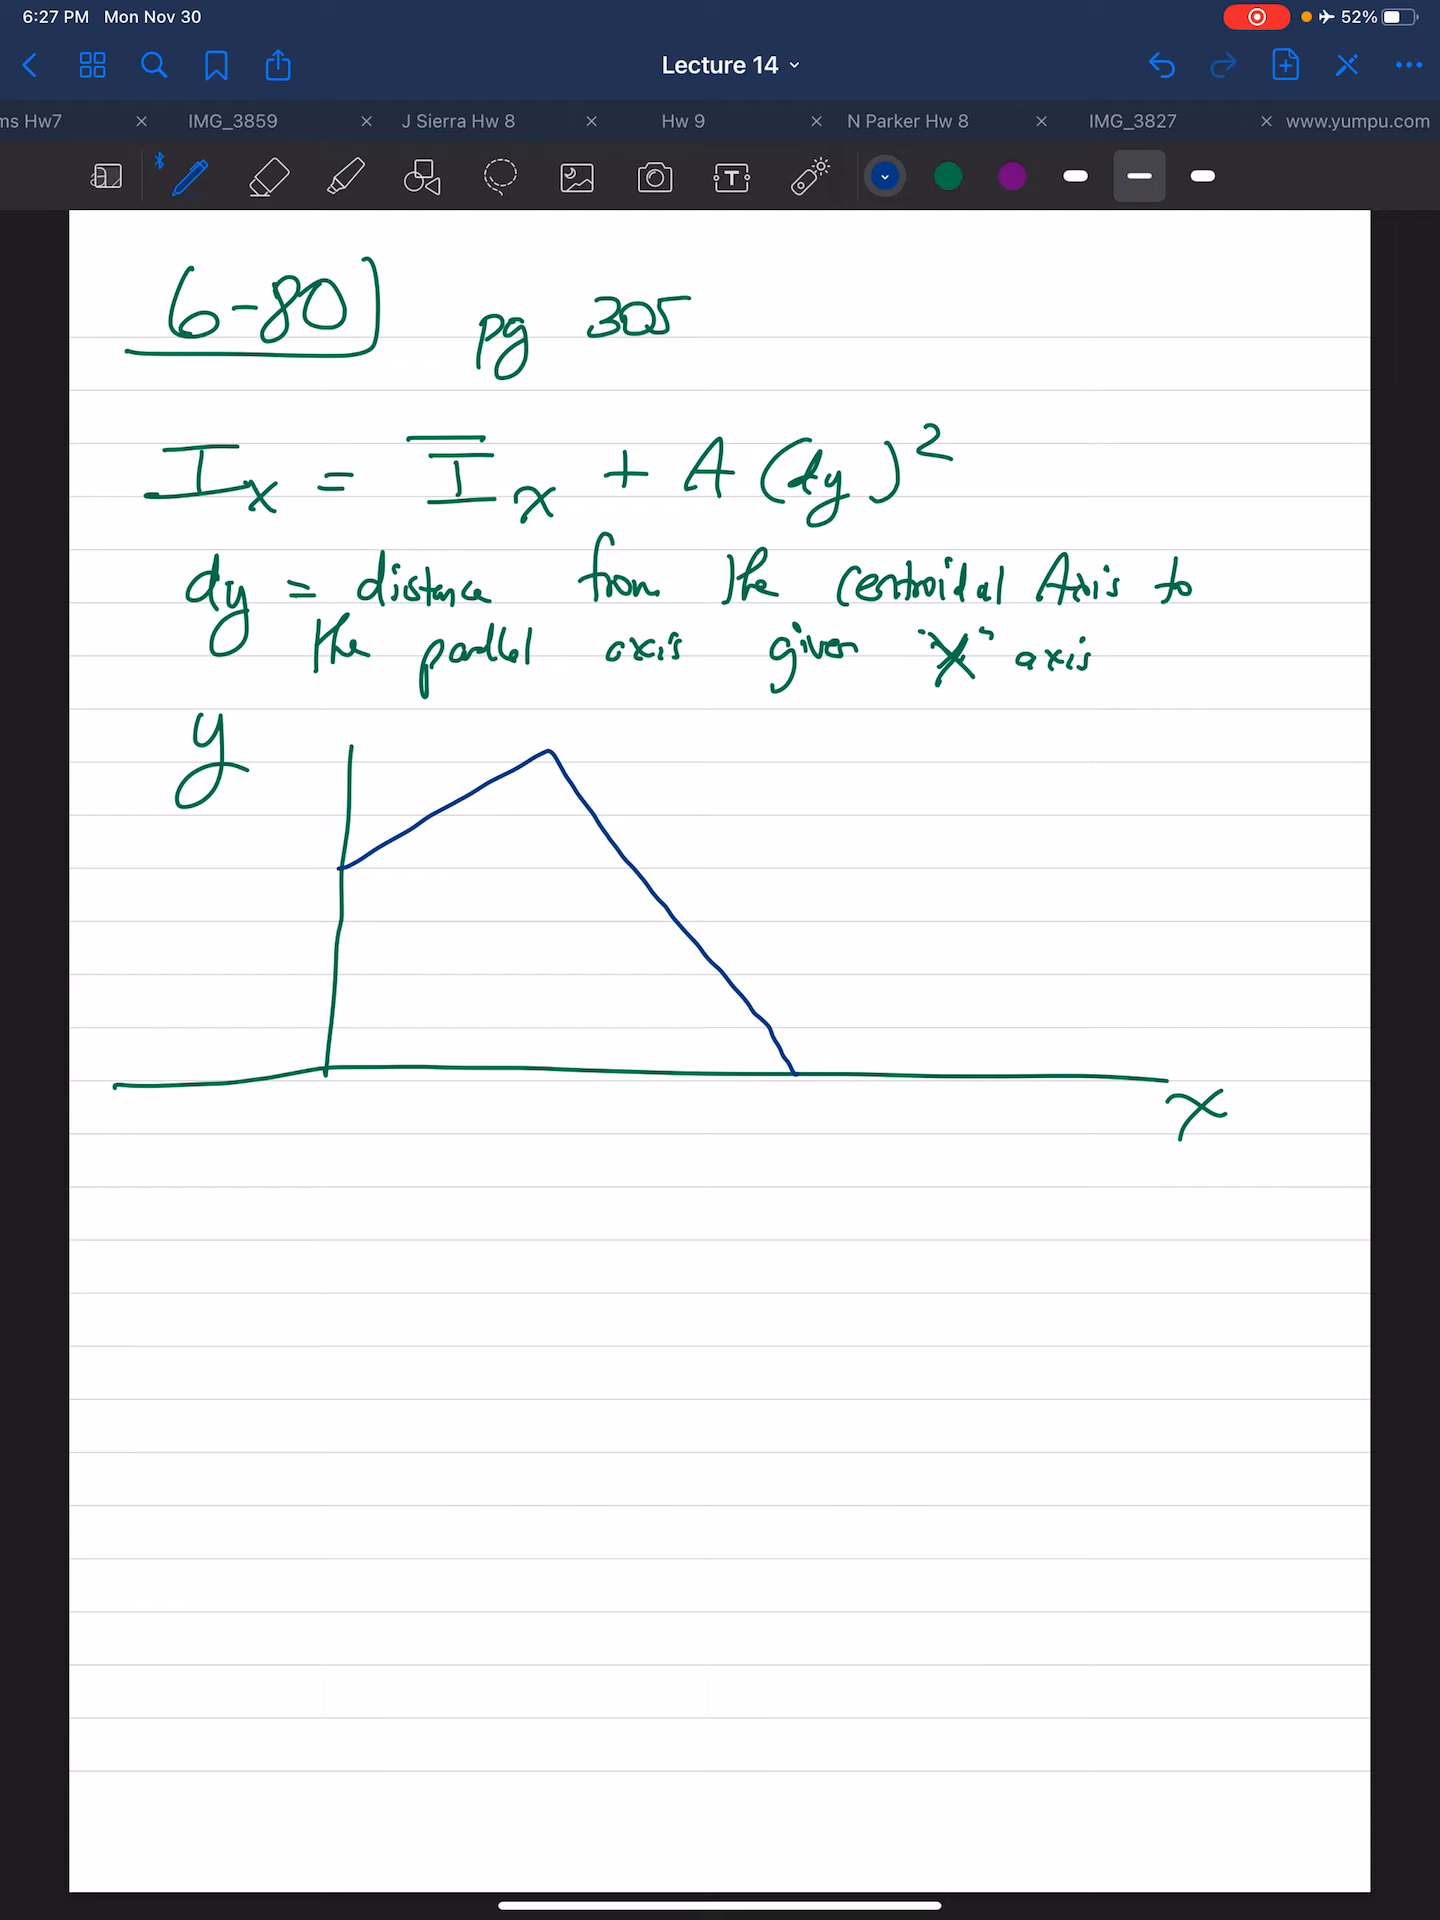 6:27 PM Mon Nov 30
52%
Lecture 14
ms Hw7 × IMG_3859 × J Sierra Hw 8 × Hw 9 × N Parker Hw 8 × IMG_3827 × www.yumpu.com
T
6-80 pg 305
Ix = I̅x + A (dy)²
dy = distance from the centroidal Axis to
the parallel axis given "X" axis
y
x